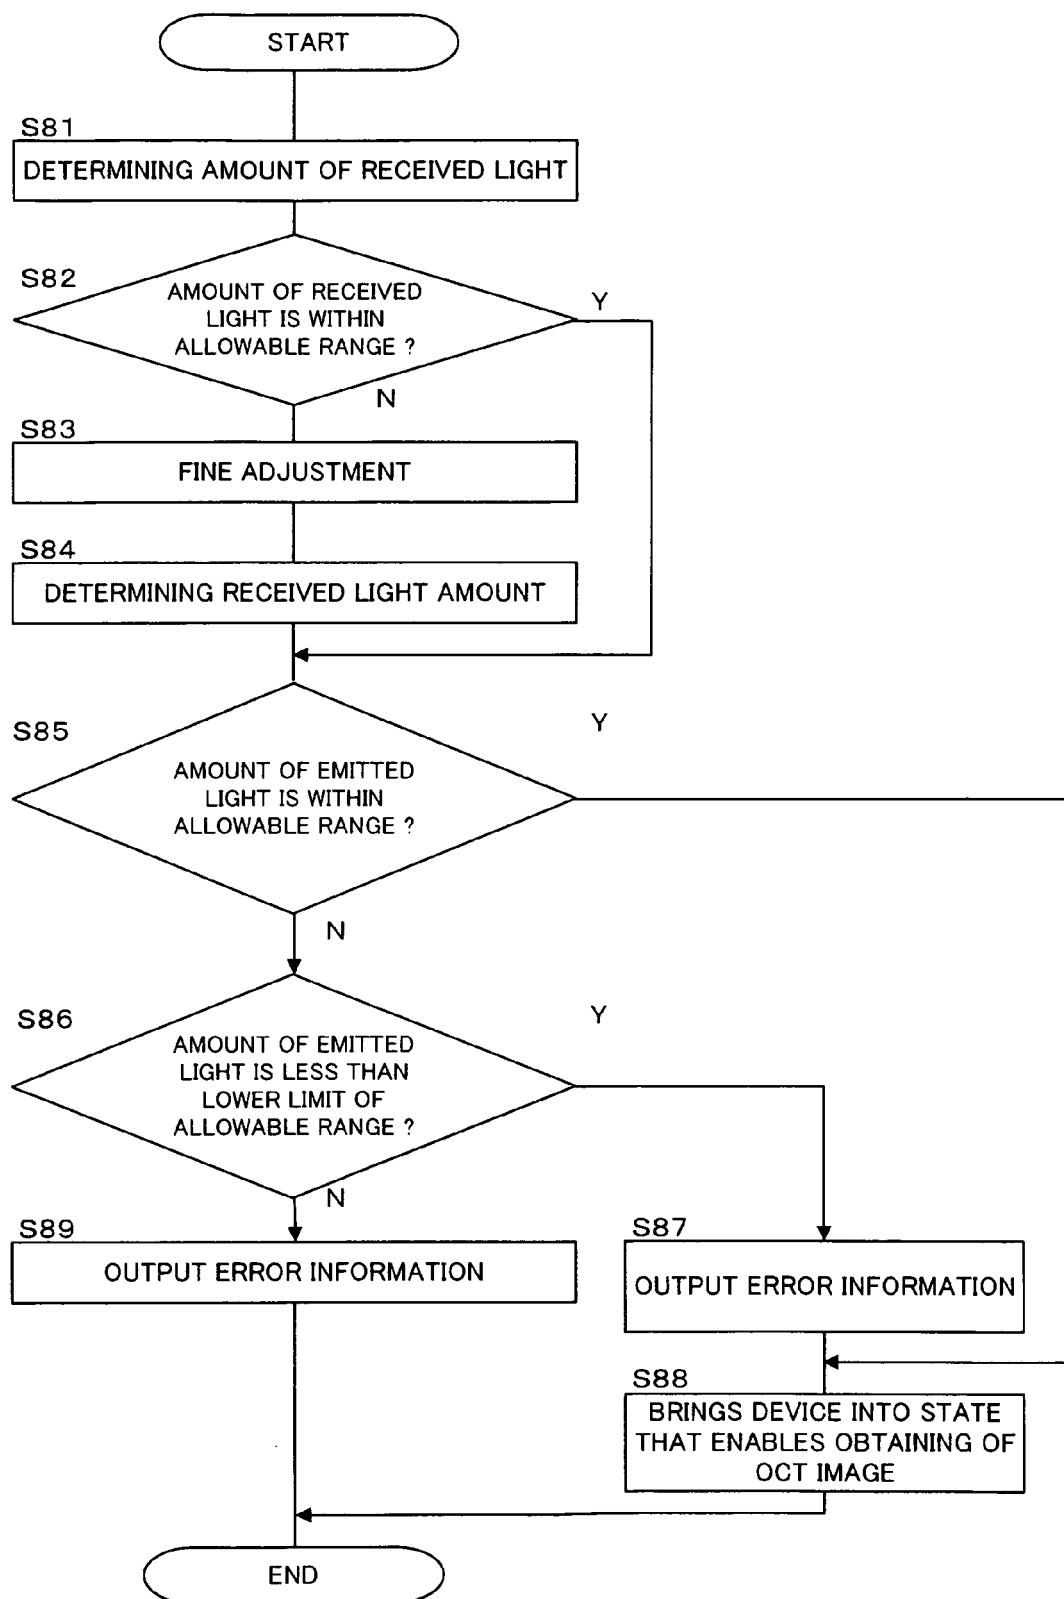 START
S81
DETERMINING AMOUNT OF RECEIVED LIGHT
S82
AMOUNT OF RECEIVED
LIGHT IS WITHIN
ALLOWABLE RANGE ?
Y
N
S83
FINE ADJUSTMENT
S84
DETERMINING RECEIVED LIGHT AMOUNT
S85
Y
AMOUNT OF EMITTED
LIGHT IS WITHIN
ALLOWABLE RANGE ?
N
S86
Y
AMOUNT OF EMITTED
LIGHT IS LESS THAN
LOWER LIMIT OF
ALLOWABLE RANGE ?
N
S89
OUTPUT ERROR INFORMATION
S87
OUTPUT ERROR INFORMATION
S88
BRINGS DEVICE INTO STATE
THAT ENABLES OBTAINING OF
OCT IMAGE
END